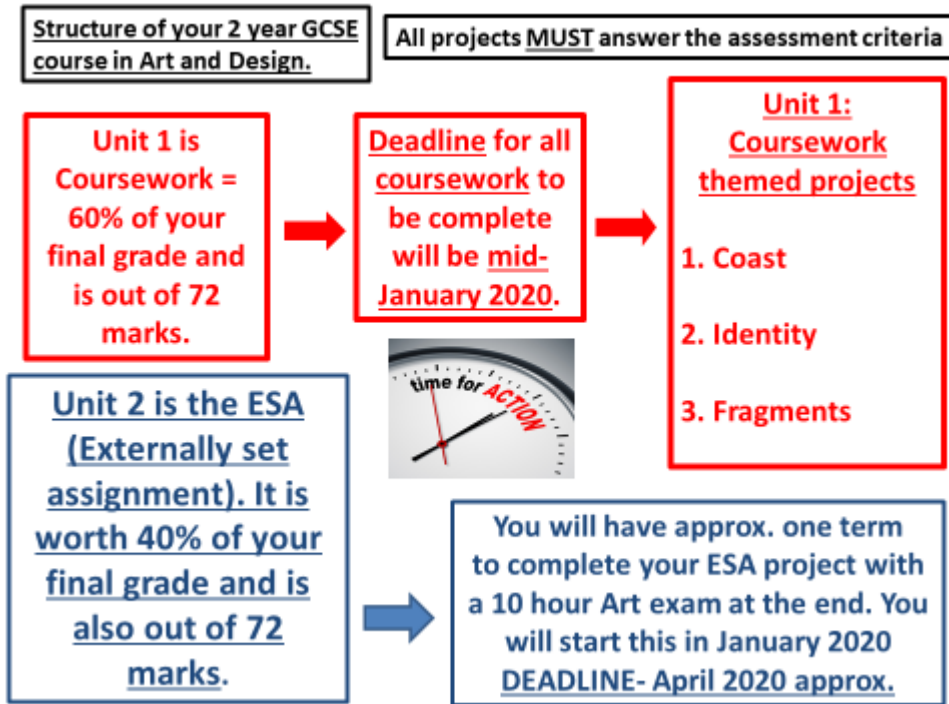 Structure of your 2 year GCSE
course in Art and Design.
All projects MUST answer the assessment criteria
Unit 1 is
Coursework =
60% of your
final grade and
is out of 72
marks.
Deadline for all
coursework to
be complete
will be mid-
January 2020.
Unit 1:
Coursework
themed projects
1. Coast
2. Identity
3. Fragments
time for ACTION
Unit 2 is the ESA
(Externally set
assignment). It is
worth 40% of your
final grade and is
also out of 72
marks.
You will have approx. one term
to complete your ESA project with
a 10 hour Art exam at the end. You
will start this in January 2020
DEADLINE- April 2020 approx.